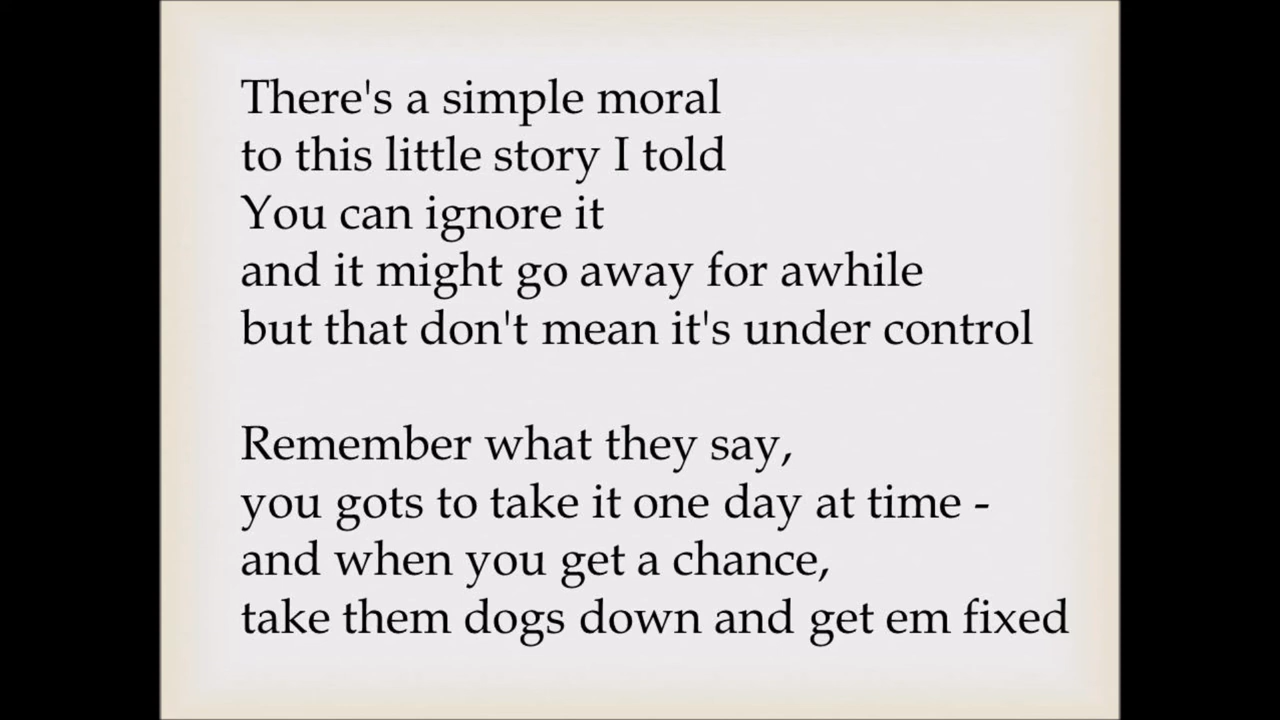 There's a simple moral
to this little story I told
You can ignore it
and it might go away for awhile
but that don't mean it's under control
Remember what they say,
you gots to take it one day at time -
and when you get a chance,
take them dogs down and get em fixed